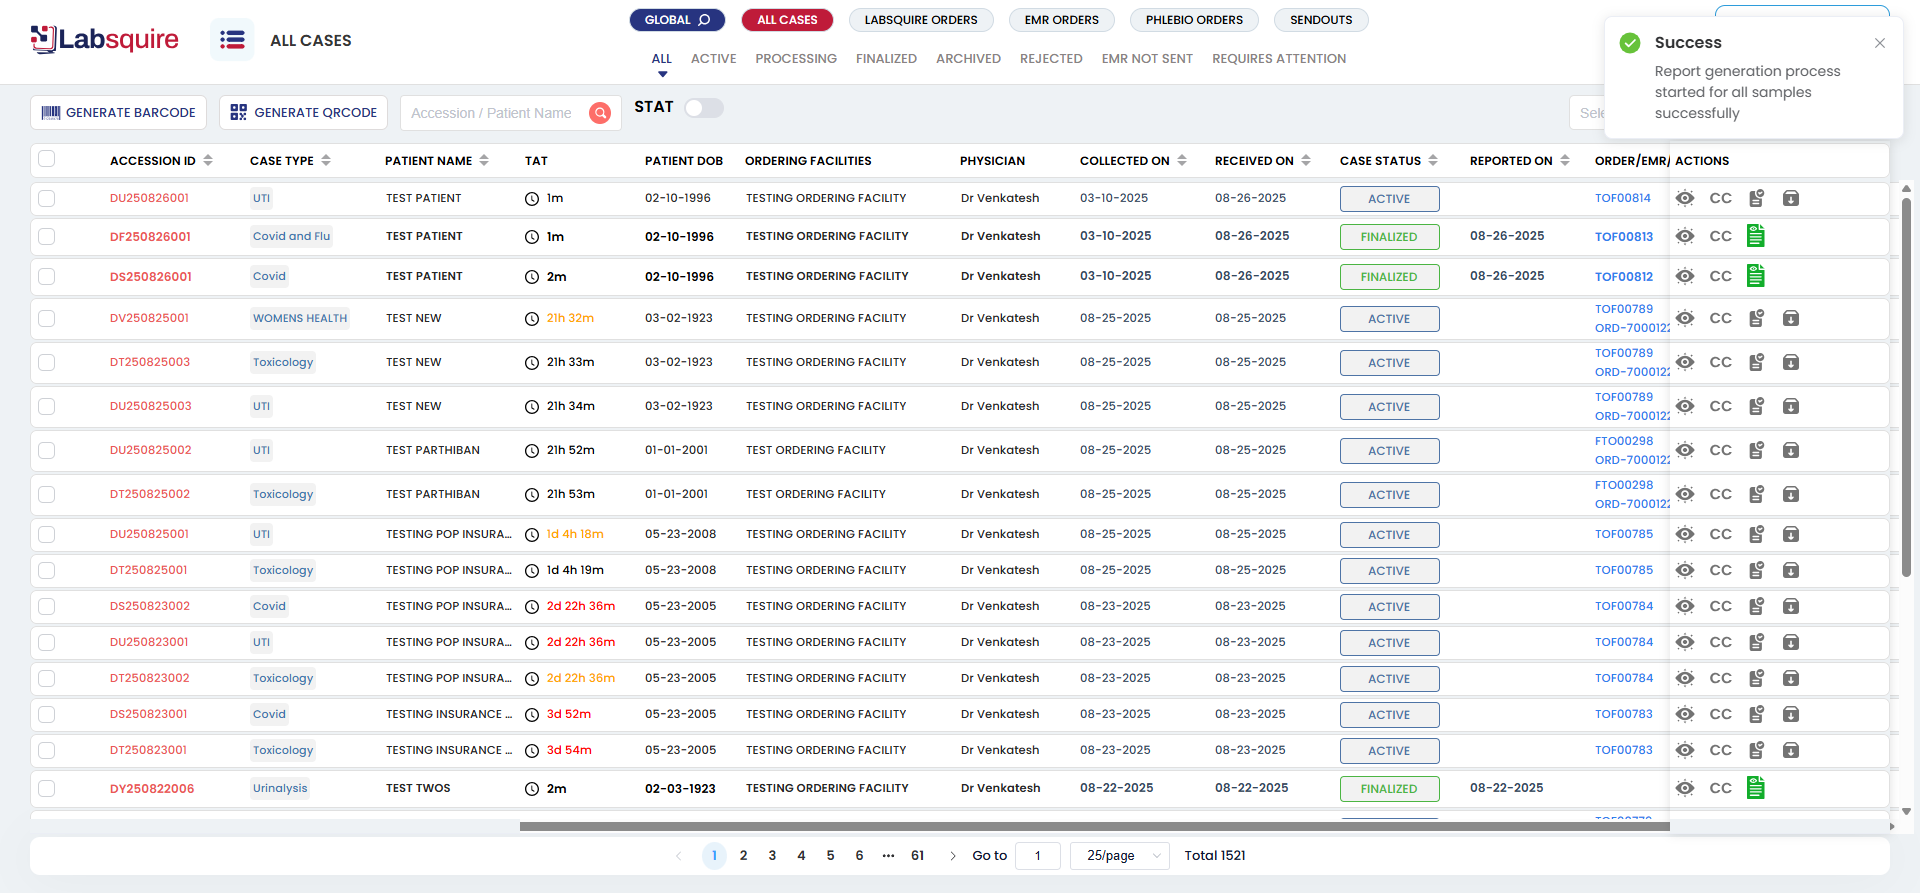 Labsquire
ALL CASES
GLOBAL
ALL CASES
LABSQUIRE ORDERS
EMR ORDERS
PHLEBIO ORDERS
SENDOUTS
ALL
ACTIVE
PROCESSING
FINALIZED
ARCHIVED
REJECTED
EMR NOT SENT
REQUIRES ATTENTION
Success
Report generation process
started for all samples
successfully
GENERATE BARCODE
GENERATE QRCODE
Accession / Patient Name
STAT
ACCESSION ID CASE TYPE PATIENT NAME TAT PATIENT DOB ORDERING FACILITIES PHYSICIAN COLLECTED ON RECEIVED ON CASE STATUS REPORTED ON ORDER/EMR/ ACTIONS
DU250826001 UTI TEST PATIENT 1m 02-10-1996 TESTING ORDERING FACILITY Dr Venkatesh 03-10-2025 08-26-2025 ACTIVE TOF00814 CC
DF250826001 Covid and Flu TEST PATIENT 1m 02-10-1996 TESTING ORDERING FACILITY Dr Venkatesh 03-10-2025 08-26-2025 FINALIZED 08-26-2025 TOF00813 CC
DS250826001 Covid TEST PATIENT 2m 02-10-1996 TESTING ORDERING FACILITY Dr Venkatesh 03-10-2025 08-26-2025 FINALIZED 08-26-2025 TOF00812 CC
DV250825001 WOMENS HEALTH TEST NEW 21h 32m 03-02-1923 TESTING ORDERING FACILITY Dr Venkatesh 08-25-2025 08-25-2025 ACTIVE TOF00789 CC
ORD-7000122
DT250825003 Toxicology TEST NEW 21h 33m 03-02-1923 TESTING ORDERING FACILITY Dr Venkatesh 08-25-2025 08-25-2025 ACTIVE TOF00789 CC
ORD-7000122
DU250825003 UTI TEST NEW 21h 34m 03-02-1923 TESTING ORDERING FACILITY Dr Venkatesh 08-25-2025 08-25-2025 ACTIVE TOF00789 CC
ORD-7000122
DU250825002 UTI TEST PARTHIBAN 21h 52m 01-01-2001 TEST ORDERING FACILITY Dr Venkatesh 08-25-2025 08-25-2025 ACTIVE FTO00298 CC
ORD-7000122
DT250825002 Toxicology TEST PARTHIBAN 21h 53m 01-01-2001 TEST ORDERING FACILITY Dr Venkatesh 08-25-2025 08-25-2025 ACTIVE FTO00298 CC
ORD-7000122
DU250825001 UTI TESTING POP INSURA... 1d 4h 18m 05-23-2008 TESTING ORDERING FACILITY Dr Venkatesh 08-25-2025 08-25-2025 ACTIVE TOF00785 CC
DT250825001 Toxicology TESTING POP INSURA... 1d 4h 19m 05-23-2008 TESTING ORDERING FACILITY Dr Venkatesh 08-25-2025 08-25-2025 ACTIVE TOF00785 CC
DS250823002 Covid TESTING POP INSURA... 2d 22h 36m 05-23-2005 TESTING ORDERING FACILITY Dr Venkatesh 08-23-2025 08-23-2025 ACTIVE TOF00784 CC
DU250823001 UTI TESTING POP INSURA... 2d 22h 36m 05-23-2005 TESTING ORDERING FACILITY Dr Venkatesh 08-23-2025 08-23-2025 ACTIVE TOF00784 CC
DT250823002 Toxicology TESTING POP INSURA... 2d 22h 36m 05-23-2005 TESTING ORDERING FACILITY Dr Venkatesh 08-23-2025 08-23-2025 ACTIVE TOF00784 CC
DS250823001 Covid TESTING INSURANCE ... 3d 52m 05-23-2005 TESTING ORDERING FACILITY Dr Venkatesh 08-23-2025 08-23-2025 ACTIVE TOF00783 CC
DT250823001 Toxicology TESTING INSURANCE ... 3d 54m 05-23-2005 TESTING ORDERING FACILITY Dr Venkatesh 08-23-2025 08-23-2025 ACTIVE TOF00783 CC
DY250822006 Urinalysis TEST TWOS 2m 02-03-1923 TESTING ORDERING FACILITY Dr Venkatesh 08-22-2025 08-22-2025 FINALIZED 08-22-2025 CC
1 2 3 4 5 6 ••• 61 Go to 1 25/page Total 1521